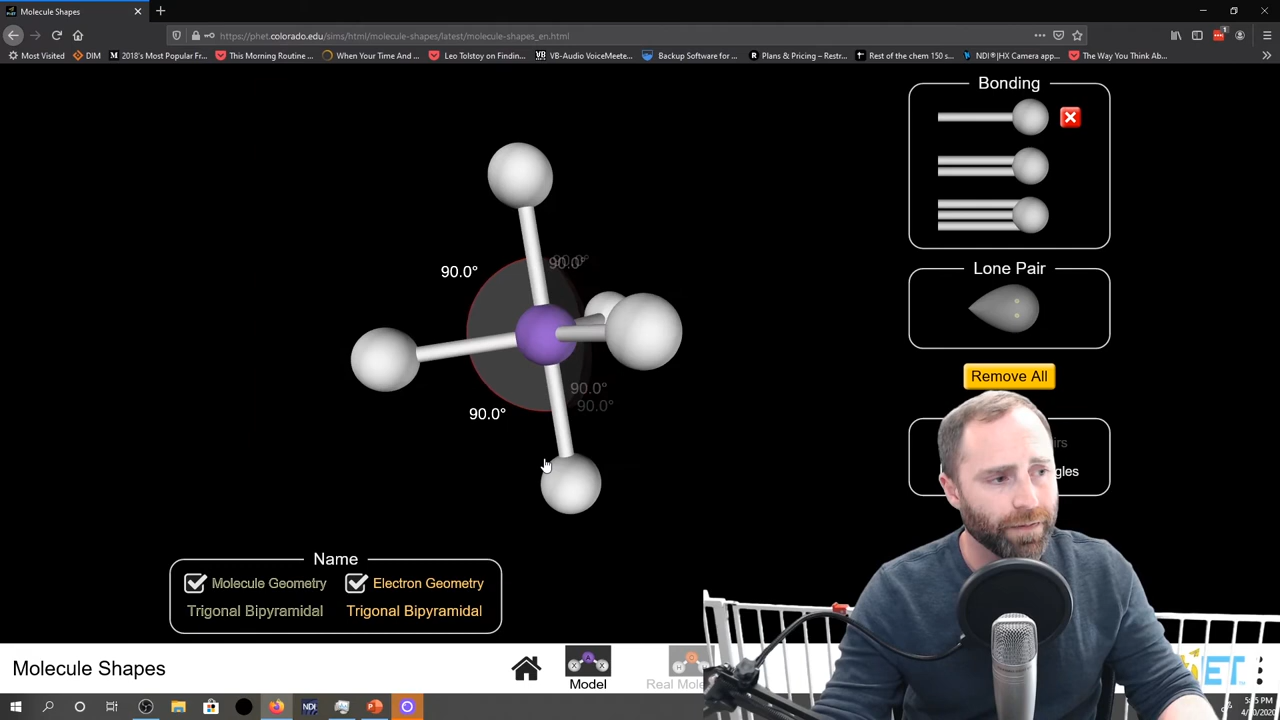 Molecule Shapes
https://phet.colorado.edu/sims/html/molecule-shapes/latest/molecule-shapes_en.html
Most Visited
DIM
2018's Most Popular Fr...
This Morning Routine ...
When Your Time And ...
Leo Tolstoy on Findin...
VB-Audio VoiceMeete...
Backup Software for ...
Plans & Pricing – Restr...
Rest of the chem 150 s...
NDI®|HX Camera app...
The Way You Think Ab...
Bonding
90.0°
90.0°
90.0°
90.0°
90.0°
90.0°
Lone Pair
Remove All
Name
Molecule Geometry
Electron Geometry
Trigonal Bipyramidal
Trigonal Bipyramidal
Molecule Shapes
Model